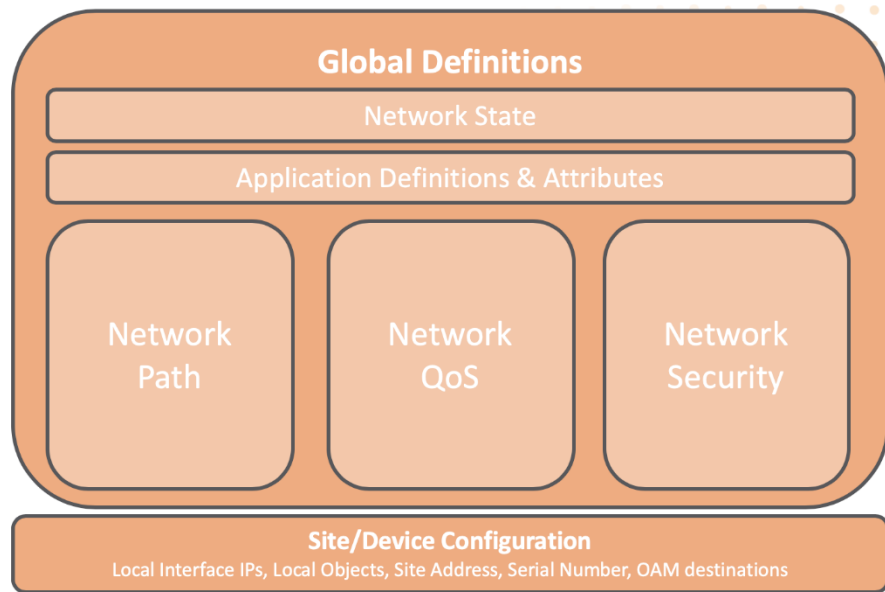 Global Definitions
Network State
Application Definitions & Attributes
Network
Path
Network
QoS
Network
Security
Site/Device Configuration
Local Interface IPs, Local Objects, Site Address, Serial Number, OAM destinations